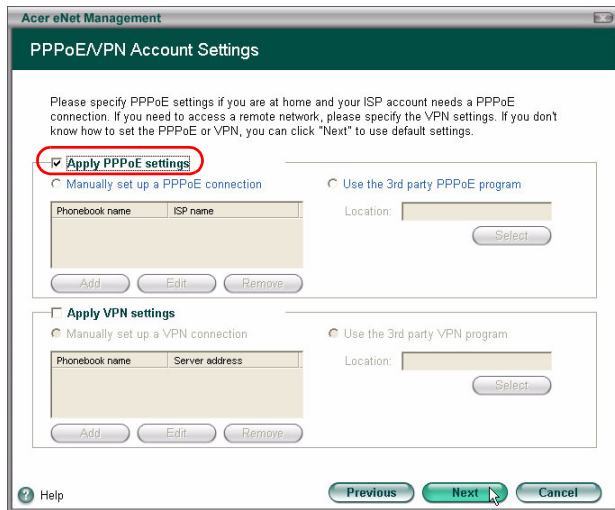 Acer eNet Management
PPPoE/VPN Account Settings
Please specify PPPoE settings if you are at home and your ISP account needs a PPPoE
connection. If you need to access a remote network, please specify the VPN settings. If you don't
know how to set the PPPoE or VPN, you can click "Next" to use default settings.
Apply PPPoE settings
Manually set up a PPPoE connection
Use the 3rd party PPPoE program
Phonebook name ISP name
Location:
Select
Add Edit Remove
Apply VPN settings
Manually set up a VPN connection
Use the 3rd party VPN program
Phonebook name Server address
Location:
Select
Add Edit Remove
Help
Previous Next Cancel